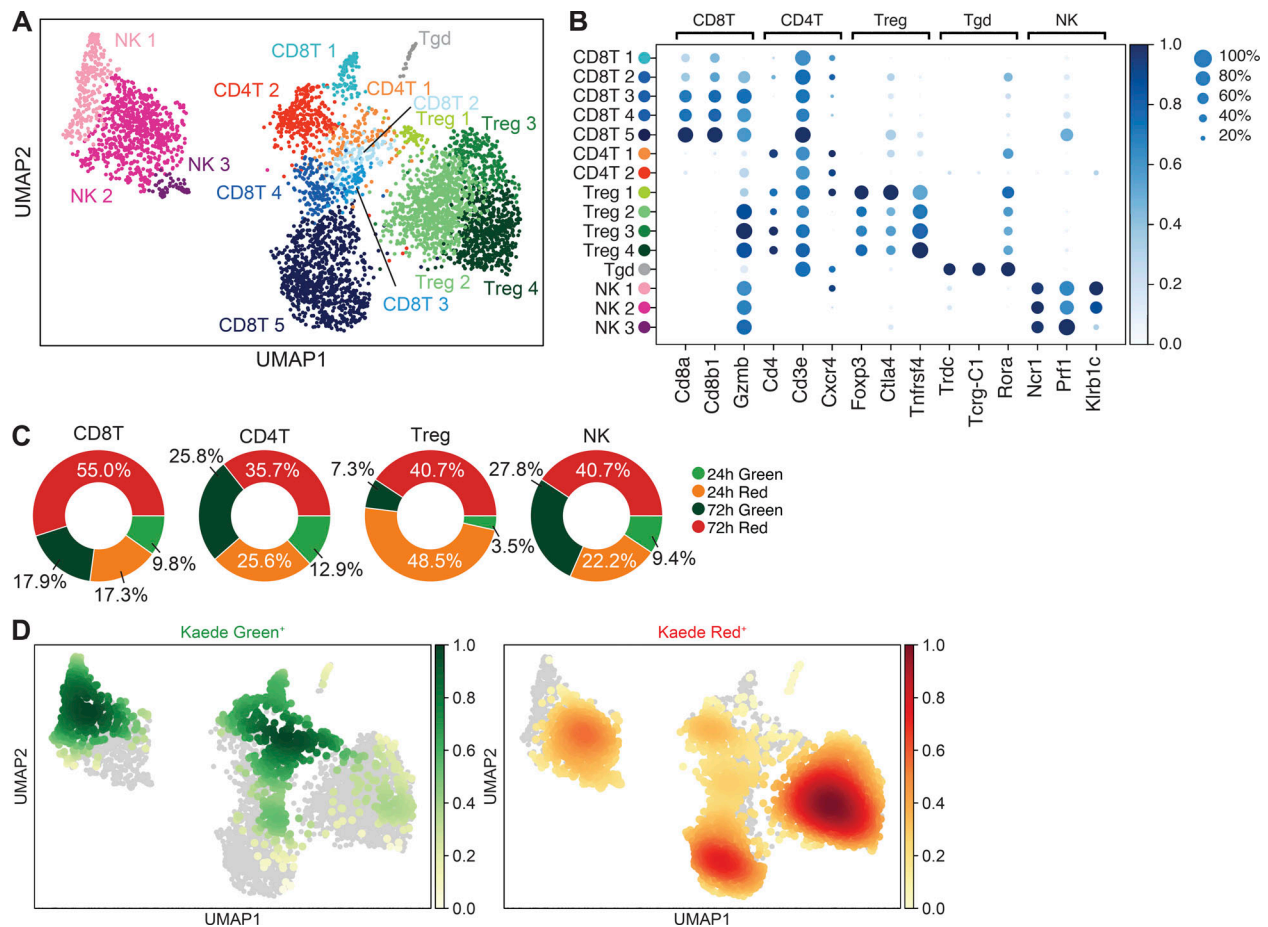 A
NK 1
CD8T 1
Tgd
CD4T 2
CD4T 1
CD8T 2
Treg 1
Treg 3
NK 3
NK 2
CD8T 4
Treg 2
Treg 4
CD8T 3
CD8T 5
UMAP1
UMAP2
B
CD8T CD4T Treg Tgd NK
CD8T 1
CD8T 2
CD8T 3
CD8T 4
CD8T 5
CD4T 1
CD4T 2
Treg 1
Treg 2
Treg 3
Treg 4
Tgd
NK 1
NK 2
NK 3
Cd8a
Cd8b1
Gzmb
Cd4
Cd3e
Cxcr4
Foxp3
Ctla4
Tnfrsf4
Trdc
Tcrg-C1
Rora
Ncr1
Prf1
Klrb1c
1.0
0.8
0.6
0.4
0.2
0.0
100%
80%
60%
40%
20%
C
CD8T
55.0%
9.8%
17.9%
17.3%
CD4T
25.8%
35.7%
25.6%
12.9%
Treg
7.3%
40.7%
3.5%
48.5%
NK
27.8%
40.7%
22.2%
9.4%
24h Green
24h Red
72h Green
72h Red
D
Kaede Green+
1.0
0.8
0.6
0.4
0.2
0.0
UMAP2
UMAP1
Kaede Red+
1.0
0.8
0.6
0.4
0.2
0.0
UMAP2
UMAP1